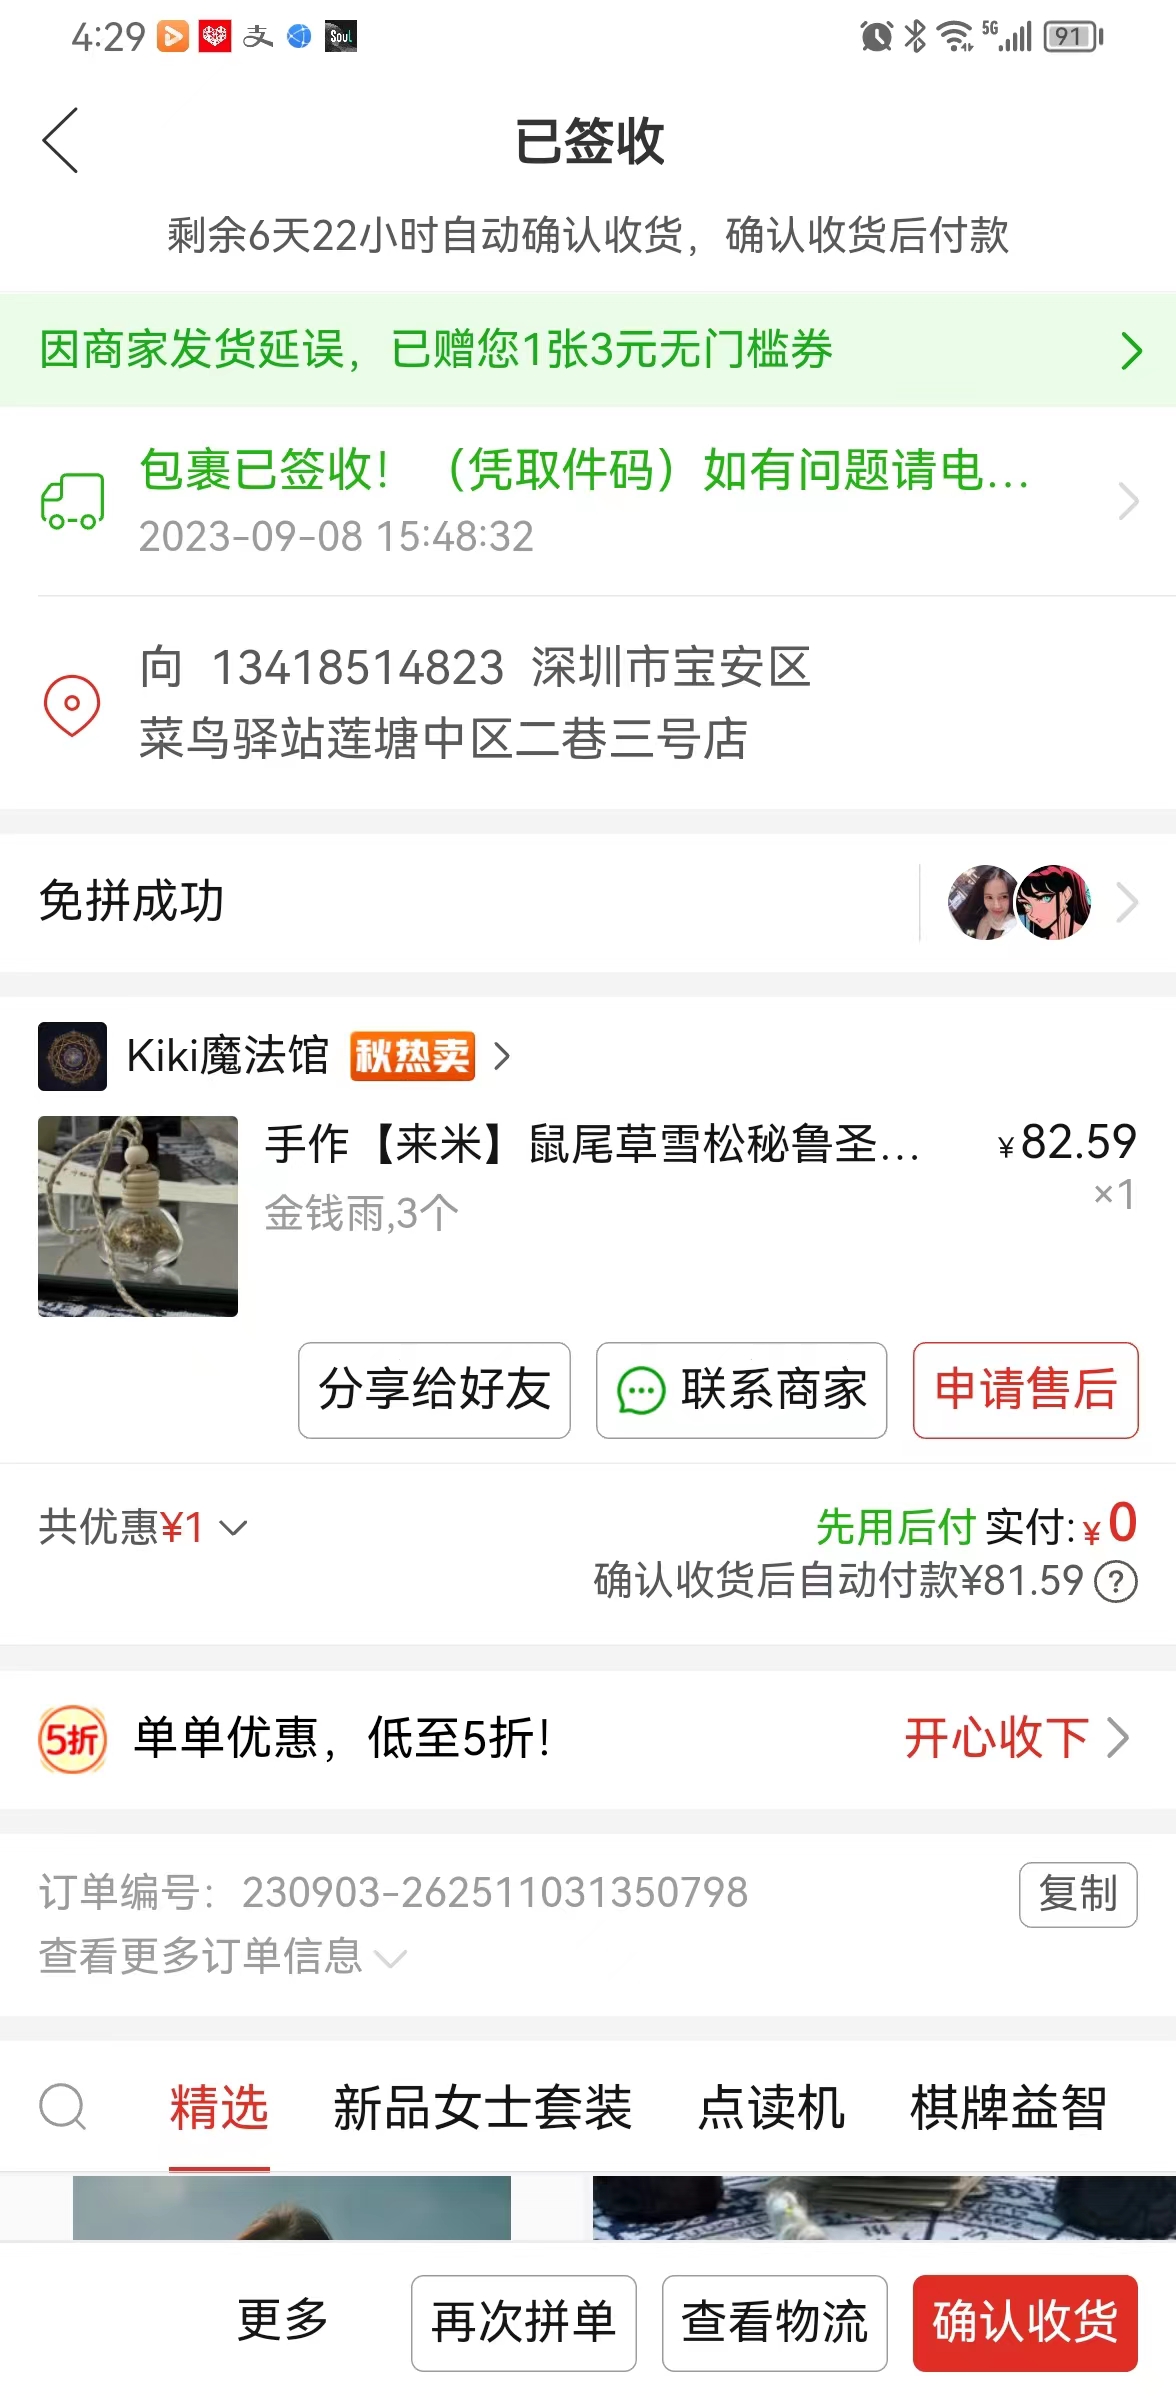 4:29
Soul
5G
91
已签收
剩余6天22小时自动确认收货，确认收货后付款
因商家发货延误，已赠您1张3元无门槛券
包裹已签收！（凭取件码）如有问题请电...
2023-09-08 15:48:32
向 13418514823 深圳市宝安区
菜鸟驿站莲塘中区二巷三号店
免拼成功
Kiki魔法馆 秋热卖
手作【来米】鼠尾草雪松秘鲁圣... ¥82.59
金钱雨,3个 ×1
分享给好友 联系商家 申请售后
共优惠¥1 先用后付 实付:¥0
确认收货后自动付款¥81.59 ?
5折 单单优惠，低至5折！ 开心收下
订单编号：230903-262511031350798 复制
查看更多订单信息
精选 新品女士套装 点读机 棋牌益智
更多 再次拼单 查看物流 确认收货